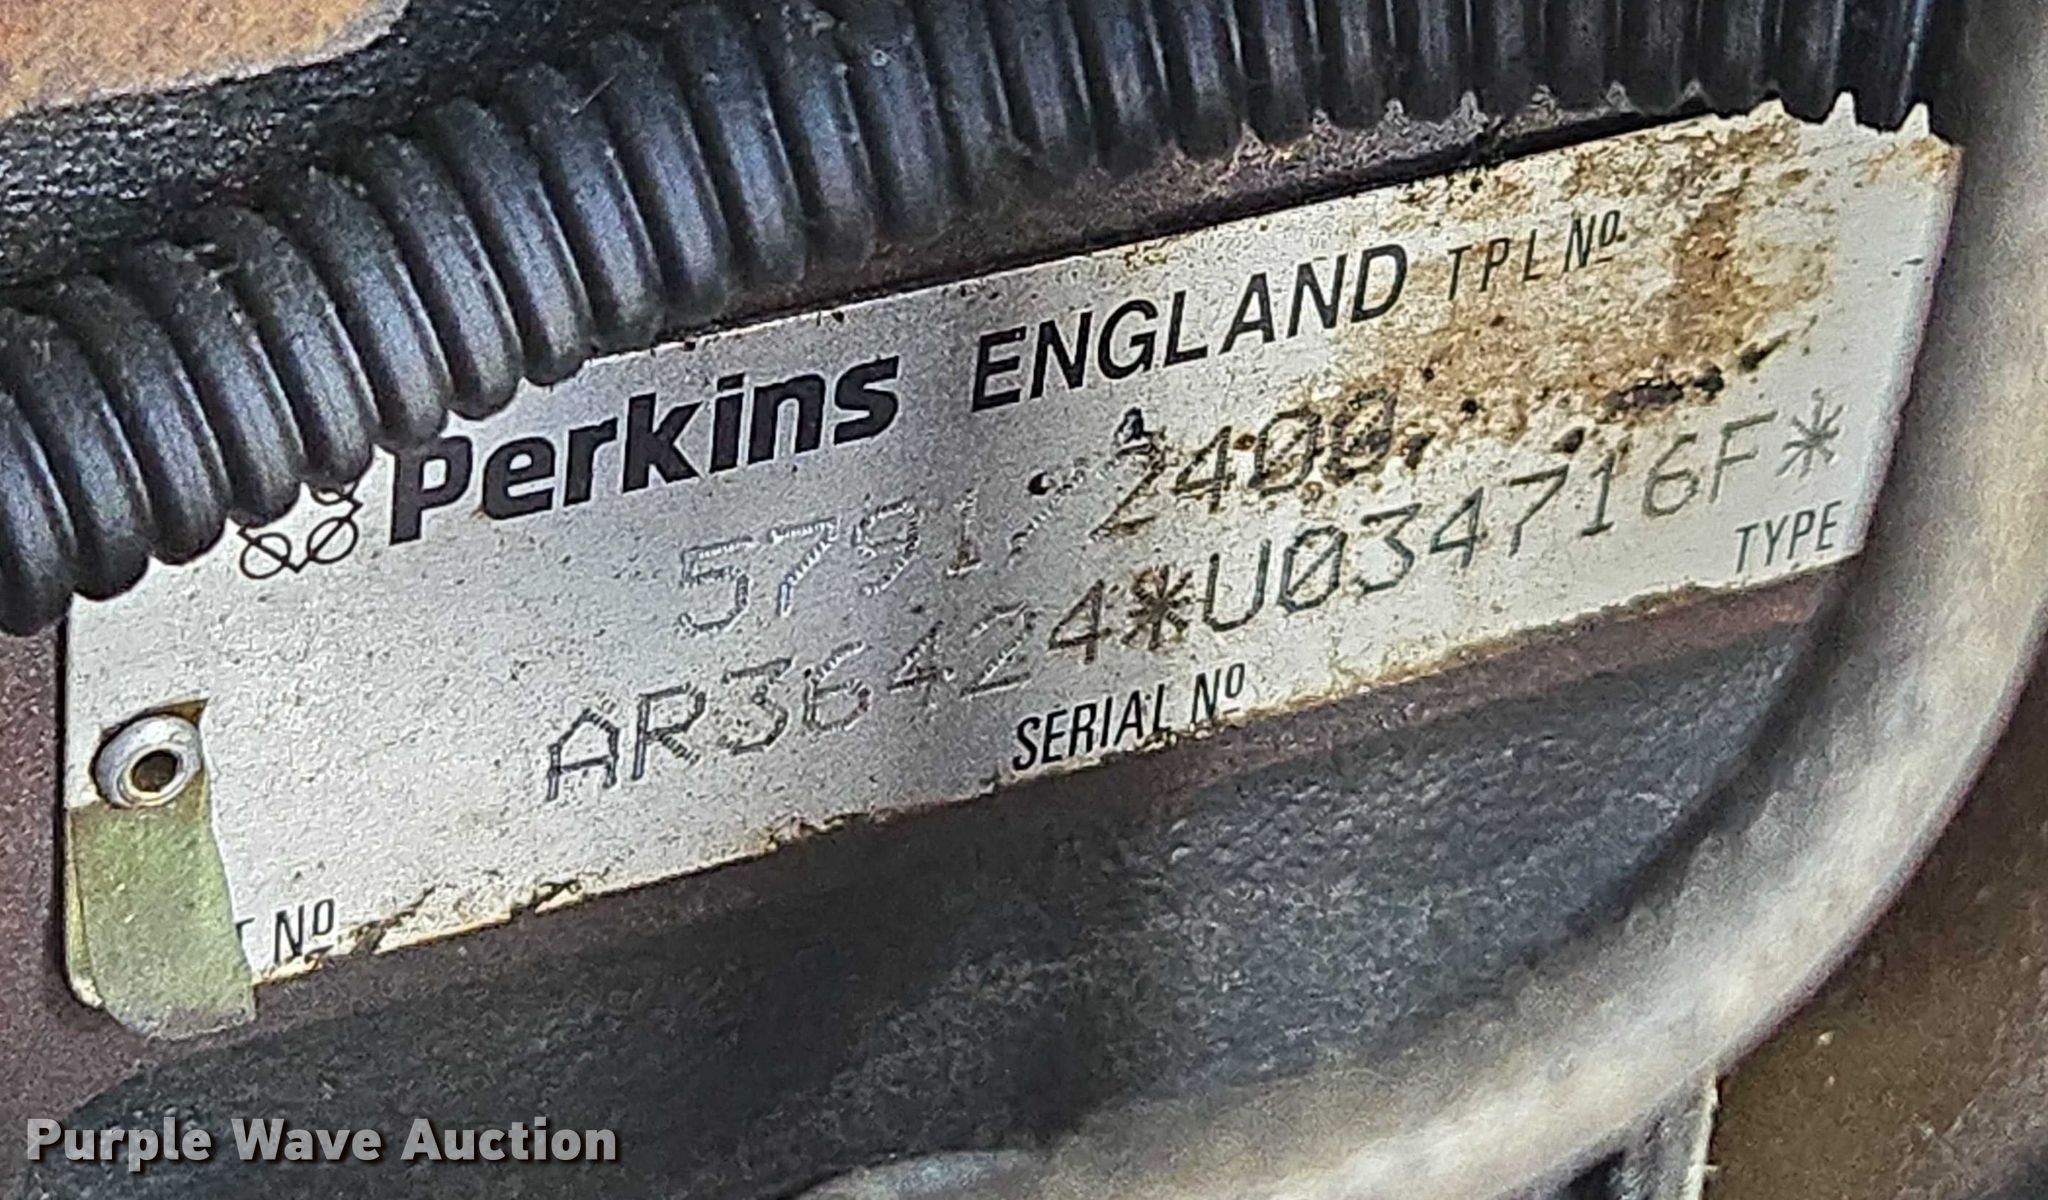 Perkins ENGLAND TPL No.
5791 - 2400
AR36424*U034716F*
TYPE
SERIAL No
T No
Purple Wave Auction